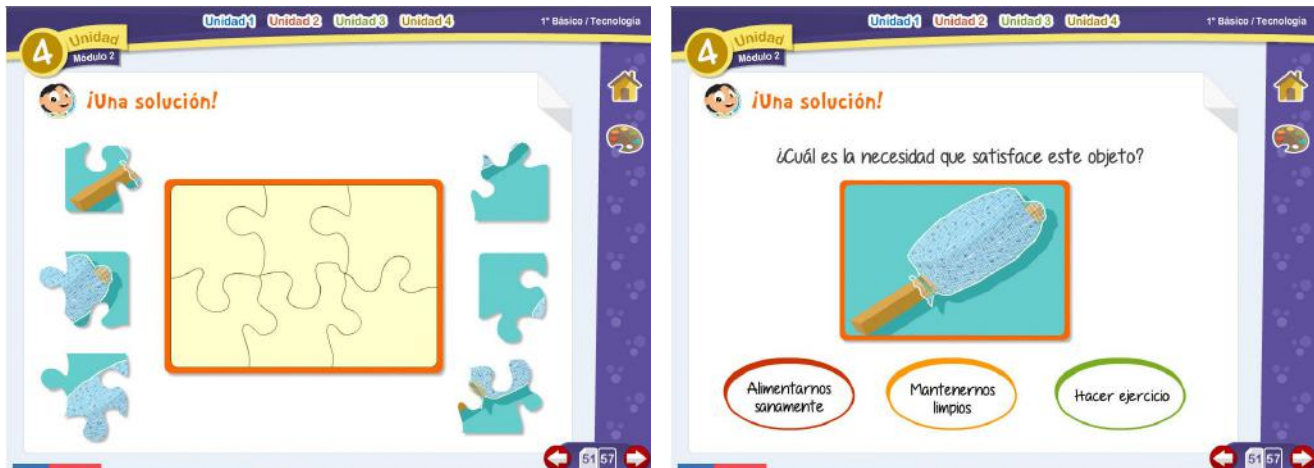 Unidad 1 Unidad 2 Unidad 3 Unidad 4
1° Básico / Tecnología
4 Unidad
Módulo 2
¡Una solución!
51 57
Unidad 1 Unidad 2 Unidad 3 Unidad 4
1° Básico / Tecnología
4 Unidad
Módulo 2
¡Una solución!
¿Cuál es la necesidad que satisface este objeto?
Alimentarnos
sanamente
Mantenernos
limpios
Hacer ejercicio
51 57